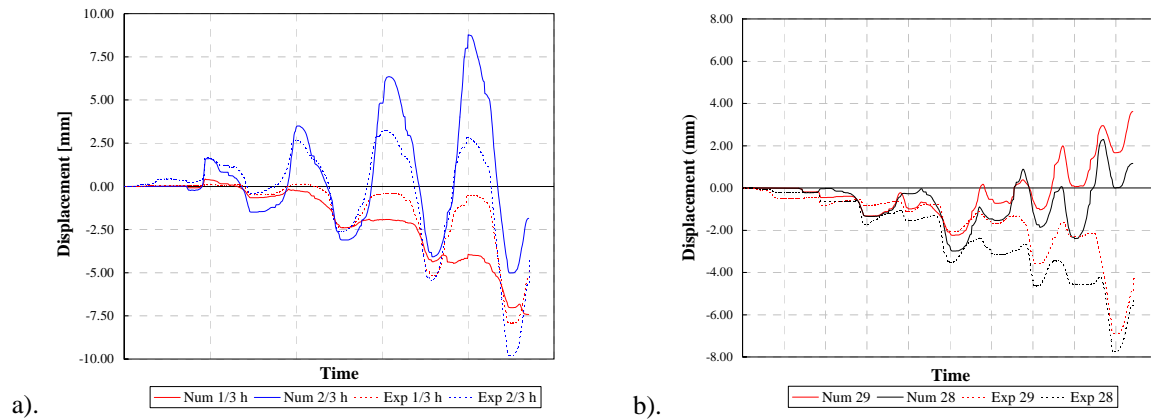 10.00
7.50
5.00
2.50
0.00
-2.50
-5.00
-7.50
-10.00
Displacement [mm]
Time
Num 1/3 h Num 2/3 h Exp 1/3 h Exp 2/3 h
a).
8.00
6.00
4.00
2.00
0.00
-2.00
-4.00
-6.00
-8.00
Displacement (mm)
Time
Num 29 Num 28 Exp 29 Exp 28
b).